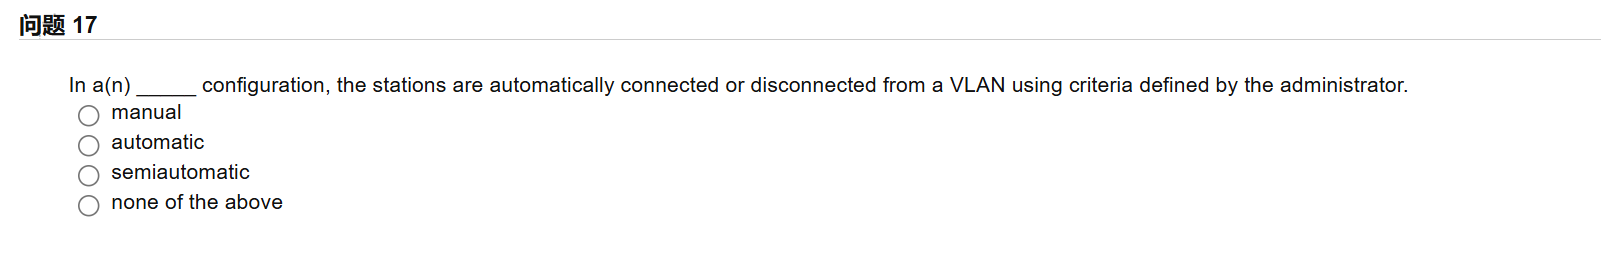 问题 17
In a(n) _____ configuration, the stations are automatically connected or disconnected from a VLAN using criteria defined by the administrator.
manual
automatic
semiautomatic
none of the above